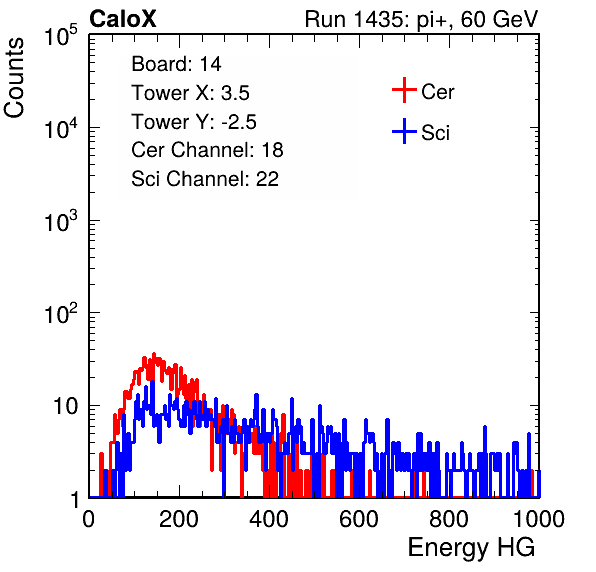 CaloX Run 1435: pi+, 60 GeV
Counts
Board: 14
Tower X: 3.5
Tower Y: -2.5
Cer Channel: 18
Sci Channel: 22
Cer
Sci
10^5
10^4
10^3
10^2
10
1
0 200 400 600 800 1000
Energy HG